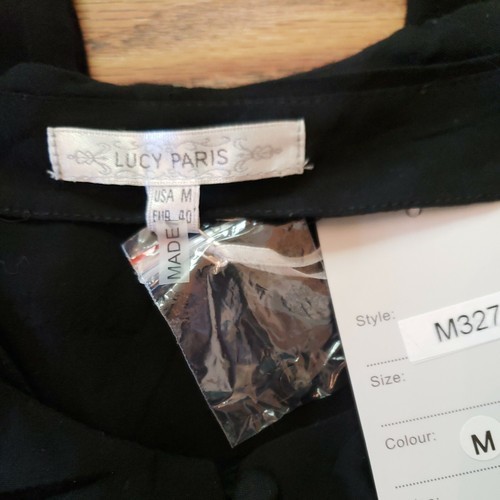 LUCY PARIS
USA M
EUR 40
MADE
Style:
M327
Size:
Colour:
M